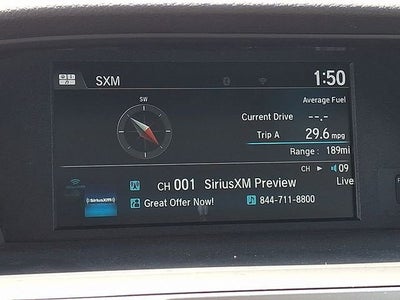 SXM
1:50
SW
Average Fuel
Current Drive --.-
Trip A 29.6 mpg
Range : 189mi
CH ▶ 09
CH 001 SiriusXM Preview Live
((SiriusXM))
Great Offer Now! 844-711-8800